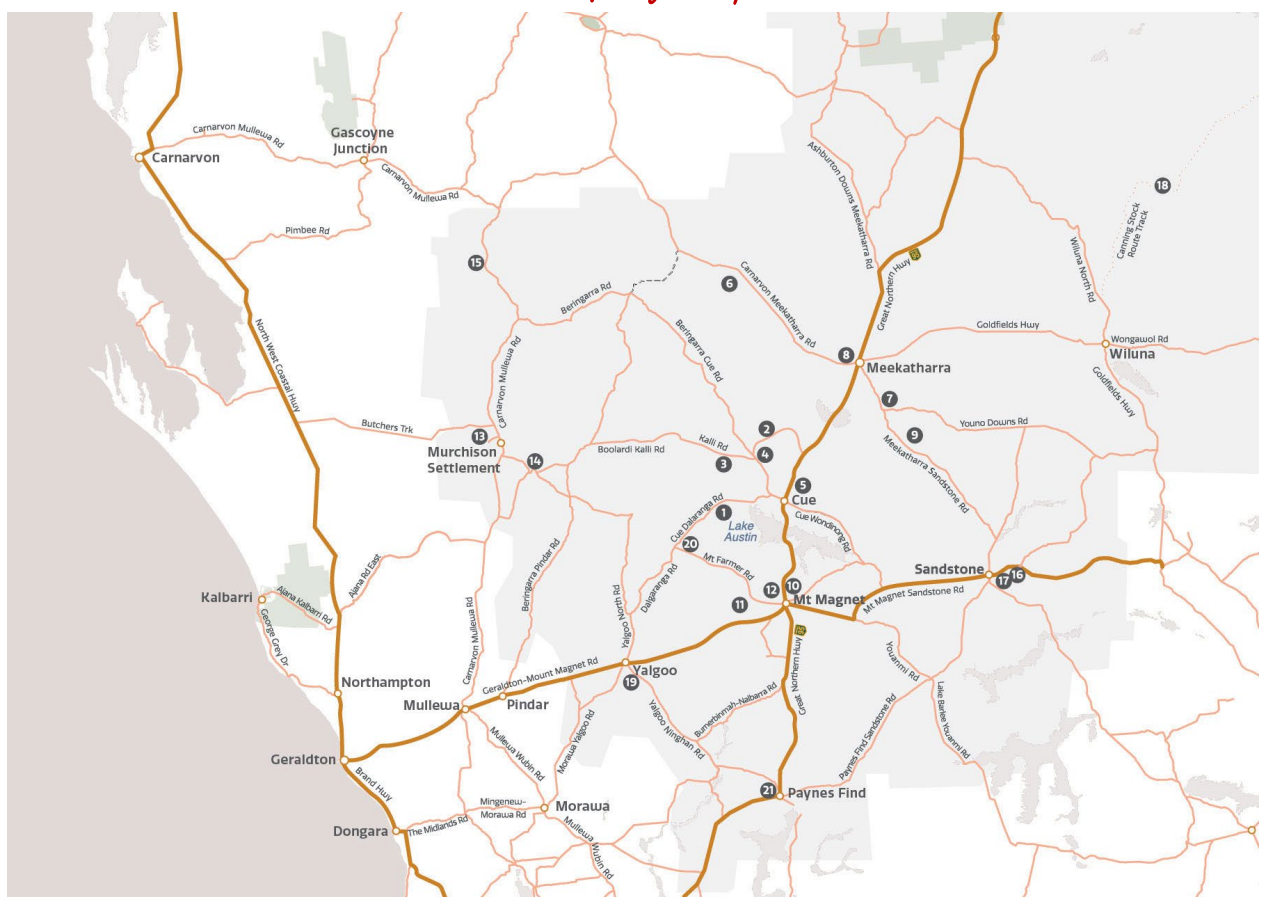 Carnarvon Mullewa Rd
Carnarvon
Gascoyne
Junction
Carnarvon Mullewa Rd
Pimbee Rd
Ashburton Downs Meekatharra Rd
18
Canning Stock
Route Track
Wiluna North Rd
Great Northern Hwy
15
6
Carnarvon Meekatharra Rd
Beringarra Rd
North West Coastal Hwy
Beringarra Cue Rd
Carnarvon Mullewa Rd
Goldfields Hwy
Wongawol Rd
Wiluna
Goldfields Hwy
8
Meekatharra
7
Youno Downs Rd
9
Meekatharra Sandstone Rd
Butchers Trk
13
Murchison
Settlement
14
Boolardi Kalli Rd
Kalli Rd
2
4
3
5
Cue
Cue Dalaranga Rd
1
Lake
Austin
Cue Wondinong Rd
20
Mt Farmer Rd
Dalgaranga Rd
Beringarra Pindar Rd
Yalgoo North Rd
Ajana Rd East
Kalbarri
Ajana Kalbarri Rd
George Grey Dr
Carnarvon Mullewa Rd
Sandstone
16
17
12
10
11
Mt Magnet
Mt Magnet Sandstone Rd
Youanmi Rd
Great Northern Hwy
Geraldton-Mount Magnet Rd
Yalgoo
19
Northampton
Mullewa
Pindar
Burnerbinmah-Nalbarra Rd
Yalgoo Ninghan Rd
Morawa Yalgoo Rd
Mullewa Wubin Rd
Paynes Find Sandstone Rd
Lake Barlee Youanmi Rd
Geraldton
Brand Hwy
21
Paynes Find
Mingenew-
Morawa Rd
Morawa
Dongara
The Midlands Rd
Mullewa
Wubin Rd